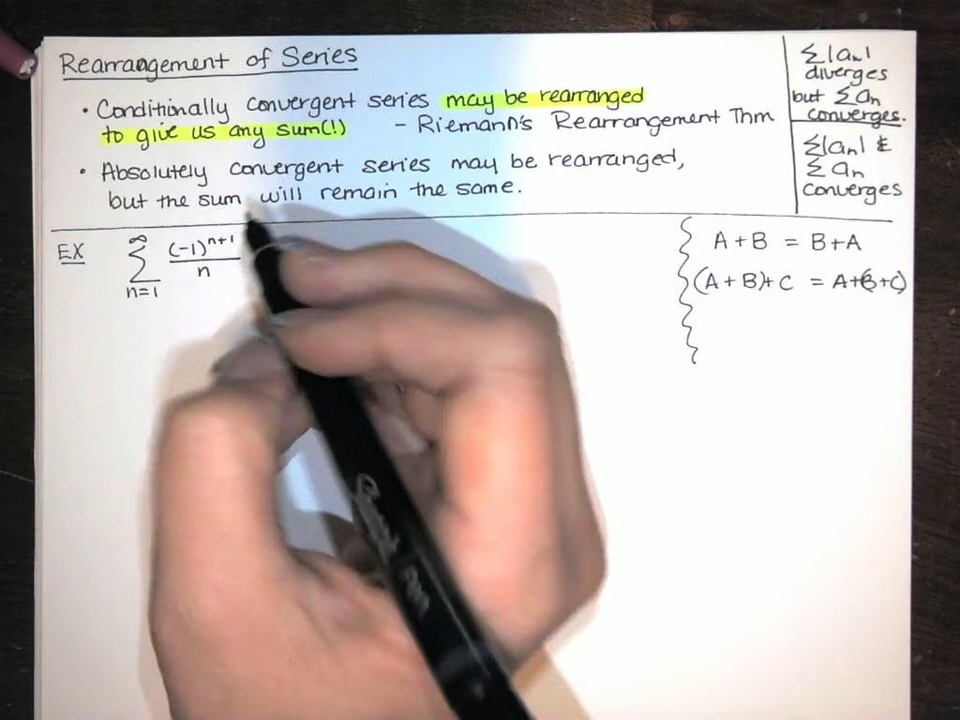 Rearrangement of Series
• Conditionally convergent series may be rearranged
to give us any sum(!) - Riemann's Rearrangement Thm
• Absolutely convergent series may be rearranged,
but the sum will remain the same.
Σ|aₙ|
diverges
but Σaₙ
converges.
Σ|aₙ| &
Σaₙ
converges
EX
∞
Σ (-1)ⁿ⁺¹/n
n=1
A+B = B+A
(A+B)+C = A+(B+C)
Sharpie PEN